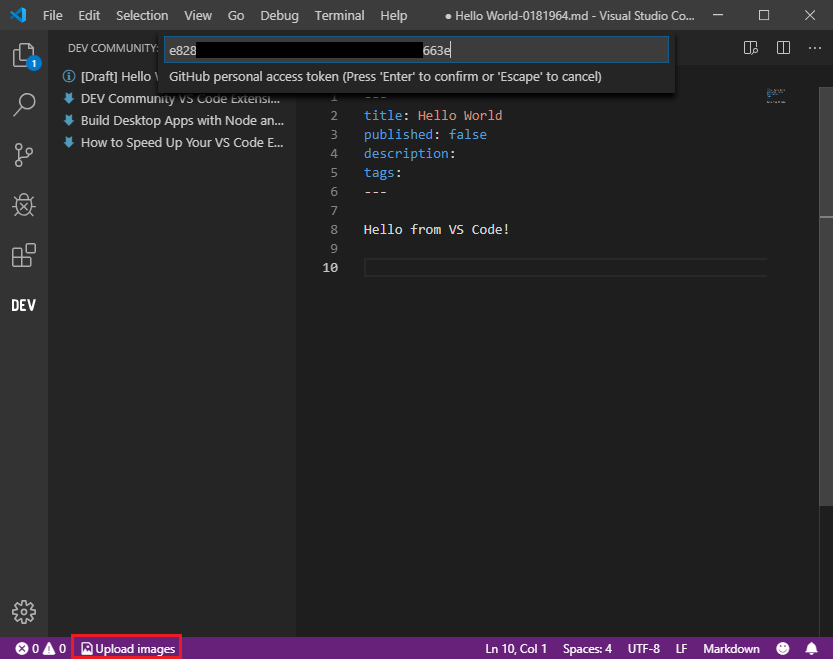 File Edit Selection View Go Debug Terminal Help ● Hello World-0181964.md - Visual Studio Co...
DEV COMMUNITY:
e828 663e
GitHub personal access token (Press 'Enter' to confirm or 'Escape' to cancel)
1
[Draft] Hello
DEV Community VS Code Extensi...
Build Desktop Apps with Node an...
How to Speed Up Your VS Code E...
1 ---
2 title: Hello World
3 published: false
4 description:
5 tags:
6 ---
7
8 Hello from VS Code!
9
10
DEV
0 0 Upload images Ln 10, Col 1 Spaces: 4 UTF-8 LF Markdown